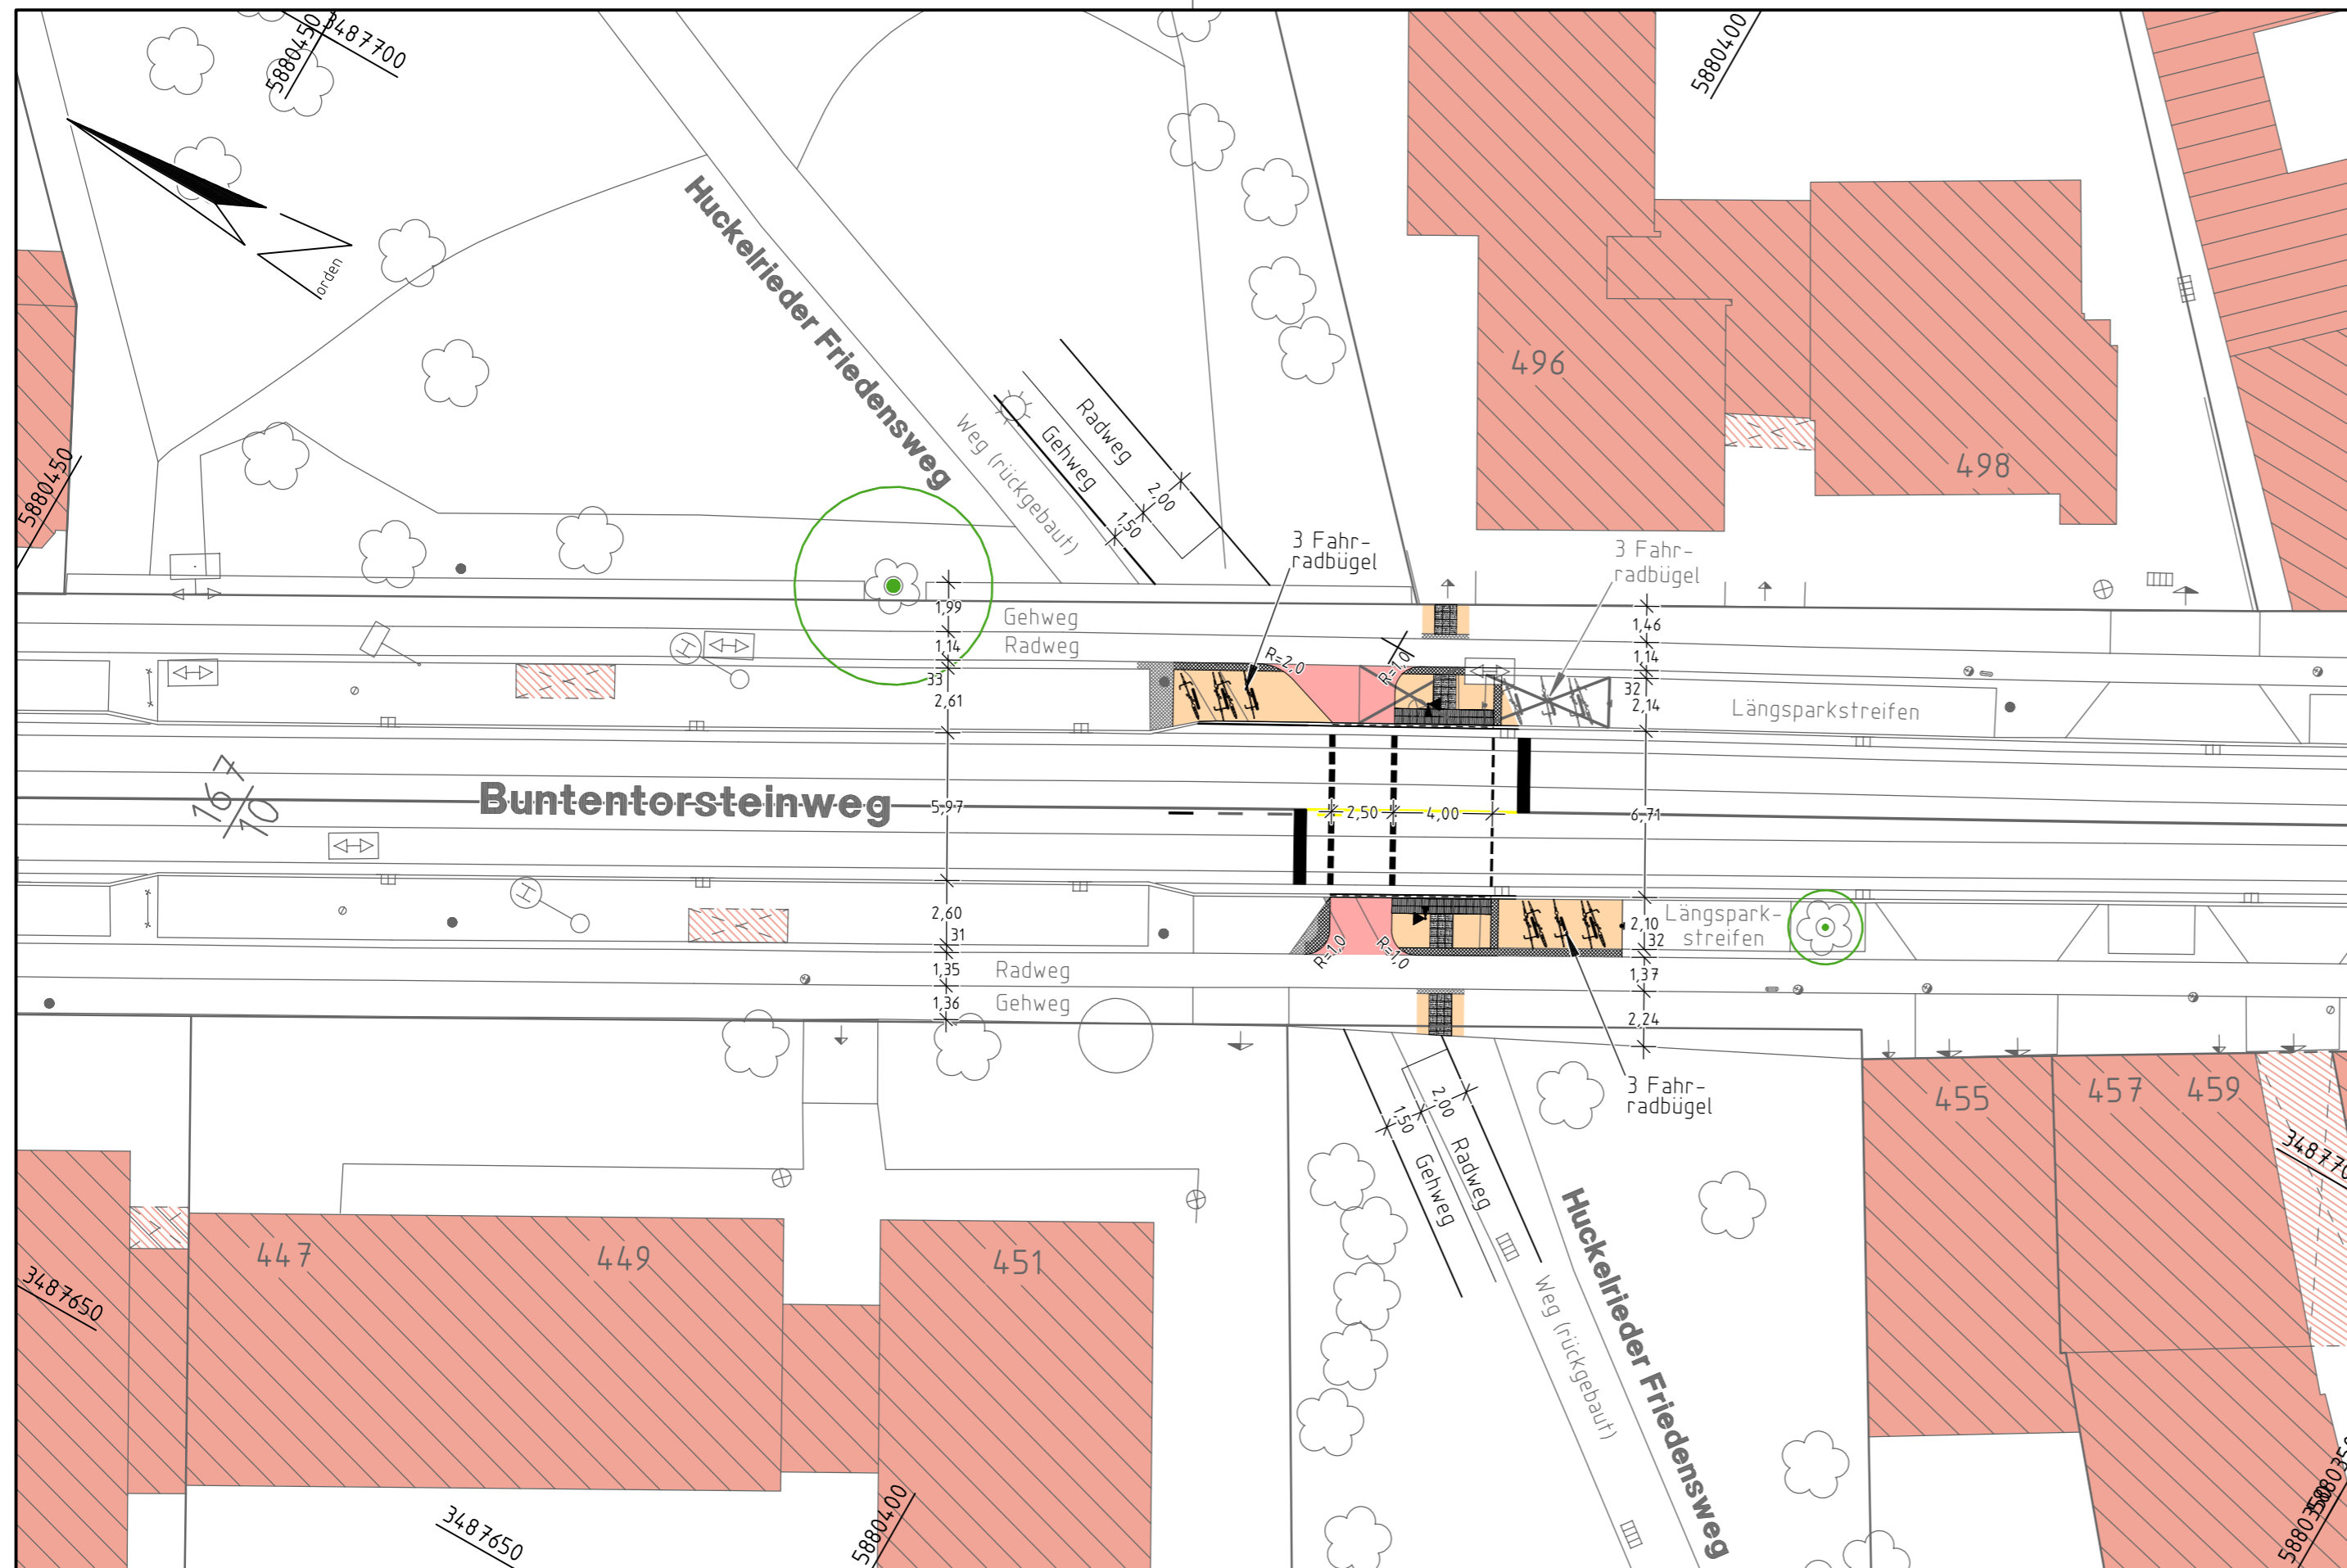 5880450
3487700
5880400
orden
Huckelrieder Friedensweg
Weg (rückgebaut)
Gehweg
Radweg
2,00
1,50
496
498
5880450
3 Fahr-
radbügel
3 Fahr-
radbügel
1,99
Gehweg
1,14
Radweg
33
2,61
R=2,0
R=1,0
1,46
1,14
32
2,14
Längsparkstreifen
167
10
Buntentorsteinweg
5,97
2,50
4,00
6,71
2,60
31
1,35
Radweg
1,36
Gehweg
R=1,0
R=1,0
2,10
32
1,37
2,24
Längspark-
streifen
H
H
3 Fahr-
radbügel
1,50
2,00
Radweg
Gehweg
Weg (rückgebaut)
Huckelrieder Friedensweg
447
449
451
455
457
459
3487650
3487650
5880400